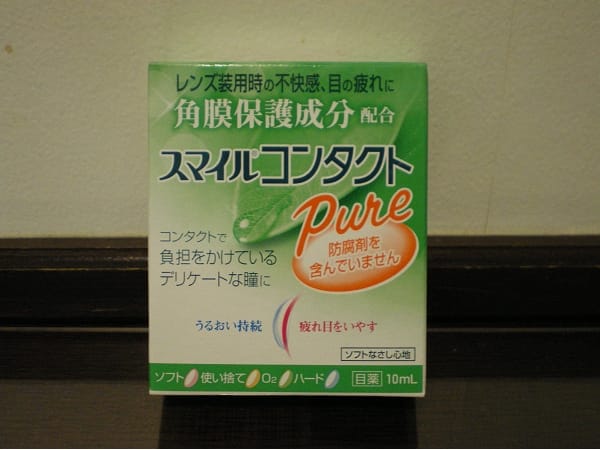 レンズ装用時の不快感、目の疲れに
角膜保護成分 配合
スマイルコンタクト
Pure
防腐剤を
含んでいません
コンタクトで
負担をかけている
デリケートな瞳に
うるおい持続 疲れ目をいやす
ソフトなさし心地
ソフト 使い捨て O2 ハード 目薬 10mL